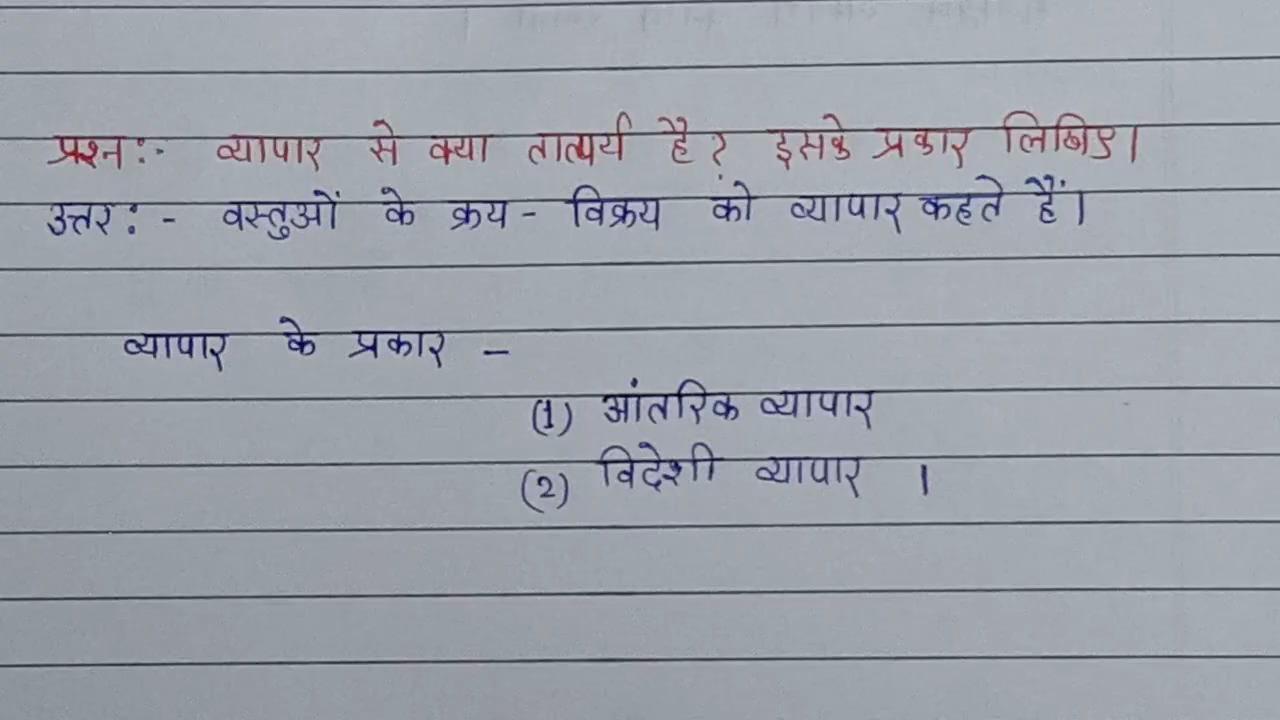 प्रश्न:- व्यापार से क्या तात्पर्य है? इसके प्रकार लिखिए।
उत्तर:- वस्तुओं के क्रय-विक्रय को व्यापार कहते हैं।
व्यापार के प्रकार -
(1) आंतरिक व्यापार
(2) विदेशी व्यापार ।